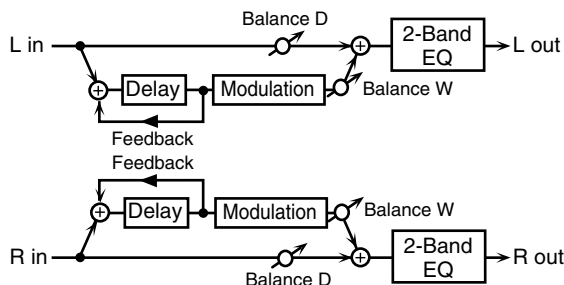 Balance D
L in
2-Band
EQ
L out
Delay
Modulation
Balance W
Feedback
Feedback
Delay
Modulation
Balance W
R in
2-Band
EQ
R out
Balance D